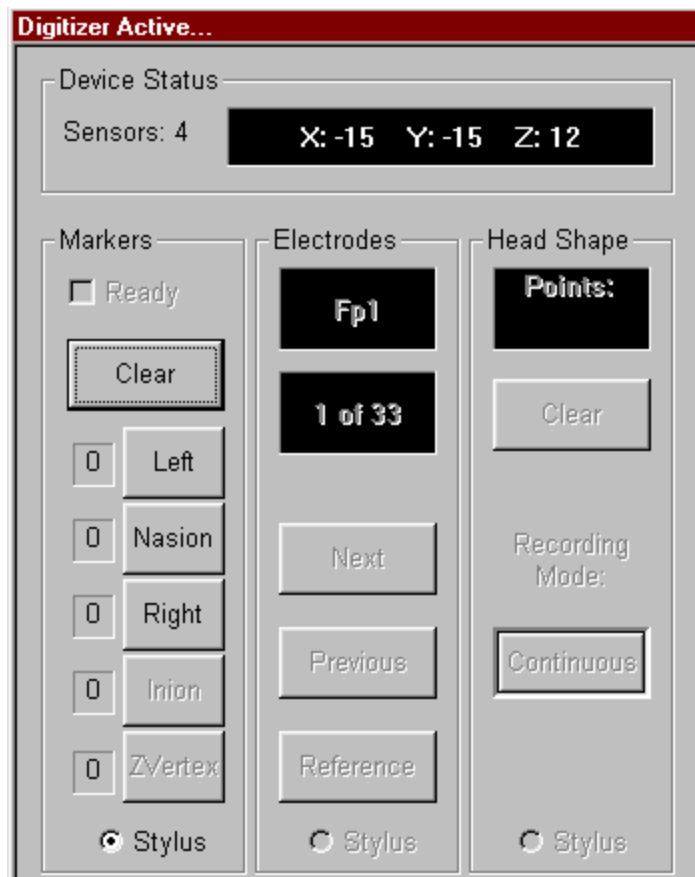 Digitizer Active...
Device Status
Sensors: 4
X: -15 Y: -15 Z: 12
Markers
Ready
Clear
0 Left
0 Nasion
0 Right
0 Inion
0 ZVertex
Stylus
Electrodes
Fp1
1 of 33
Next
Previous
Reference
Stylus
Head Shape
Points:
Clear
Recording
Mode:
Continuous
Stylus